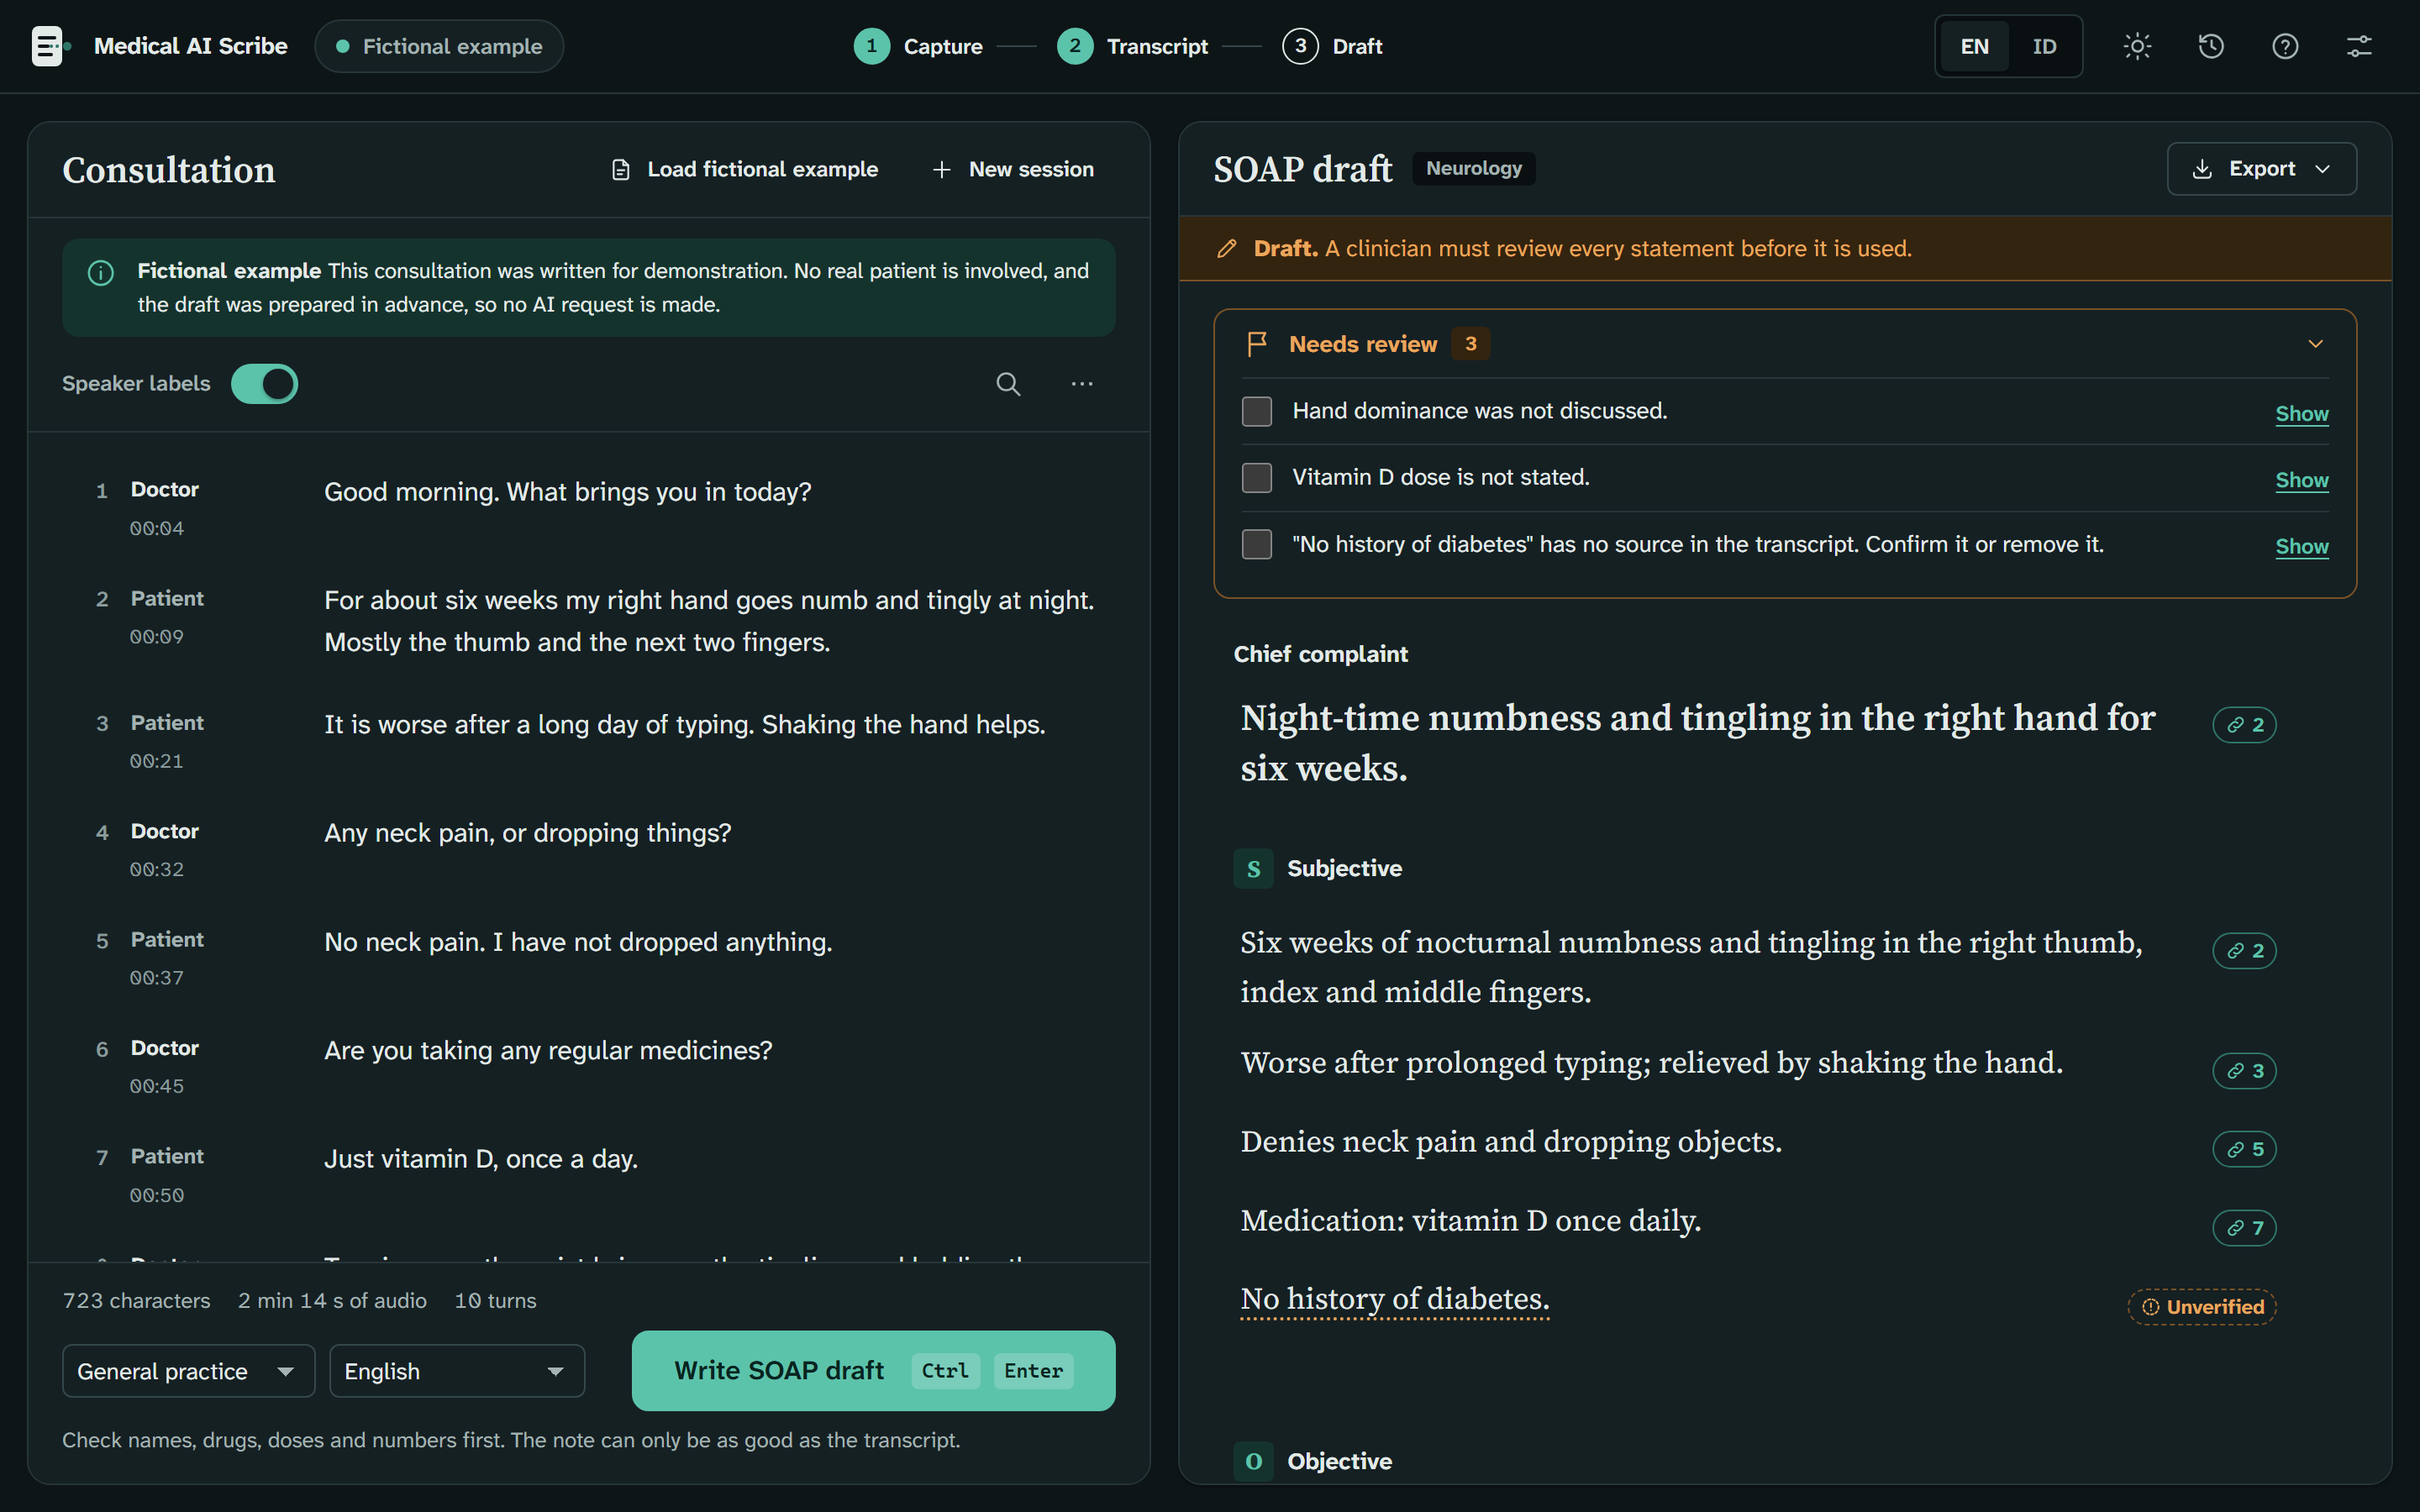 Medical AI Scribe
Fictional example
1 Capture
2 Transcript
3 Draft
EN ID
Consultation
Load fictional example
New session
Fictional example This consultation was written for demonstration. No real patient is involved, and
the draft was prepared in advance, so no AI request is made.
Speaker labels
1 Doctor Good morning. What brings you in today?
00:04
2 Patient For about six weeks my right hand goes numb and tingly at night.
00:09 Mostly the thumb and the next two fingers.
3 Patient It is worse after a long day of typing. Shaking the hand helps.
00:21
4 Doctor Any neck pain, or dropping things?
00:32
5 Patient No neck pain. I have not dropped anything.
00:37
6 Doctor Are you taking any regular medicines?
00:45
7 Patient Just vitamin D, once a day.
00:50
723 characters 2 min 14 s of audio 10 turns
General practice
English
Write SOAP draft Ctrl Enter
Check names, drugs, doses and numbers first. The note can only be as good as the transcript.
SOAP draft Neurology
Export
Draft. A clinician must review every statement before it is used.
Needs review 3
Hand dominance was not discussed. Show
Vitamin D dose is not stated. Show
"No history of diabetes" has no source in the transcript. Confirm it or remove it. Show
Chief complaint
Night-time numbness and tingling in the right hand for 2
six weeks.
S Subjective
Six weeks of nocturnal numbness and tingling in the right thumb, 2
index and middle fingers.
Worse after prolonged typing; relieved by shaking the hand. 3
Denies neck pain and dropping objects. 5
Medication: vitamin D once daily. 7
No history of diabetes. Unverified
O Objective